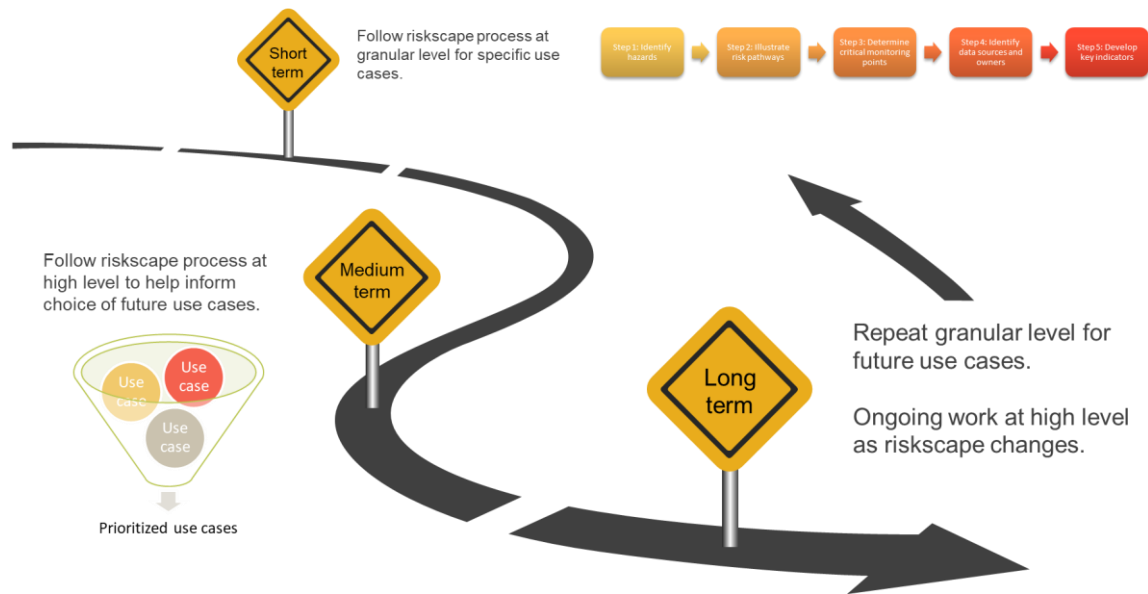 Short
term
Follow riskscape process at
granular level for specific use
cases.
Step 1: Identify
hazards
Step 2: Illustrate
risk pathways
Step 3: Determine
critical monitoring
points
Step 4: Identify
data sources and
owners
Step 5: Develop
key indicators
Follow riskscape process at
high level to help inform
choice of future use cases.
Medium
term
Use
case
Use
case
Use
case
Prioritized use cases
Long
term
Repeat granular level for
future use cases.
Ongoing work at high level
as riskscape changes.